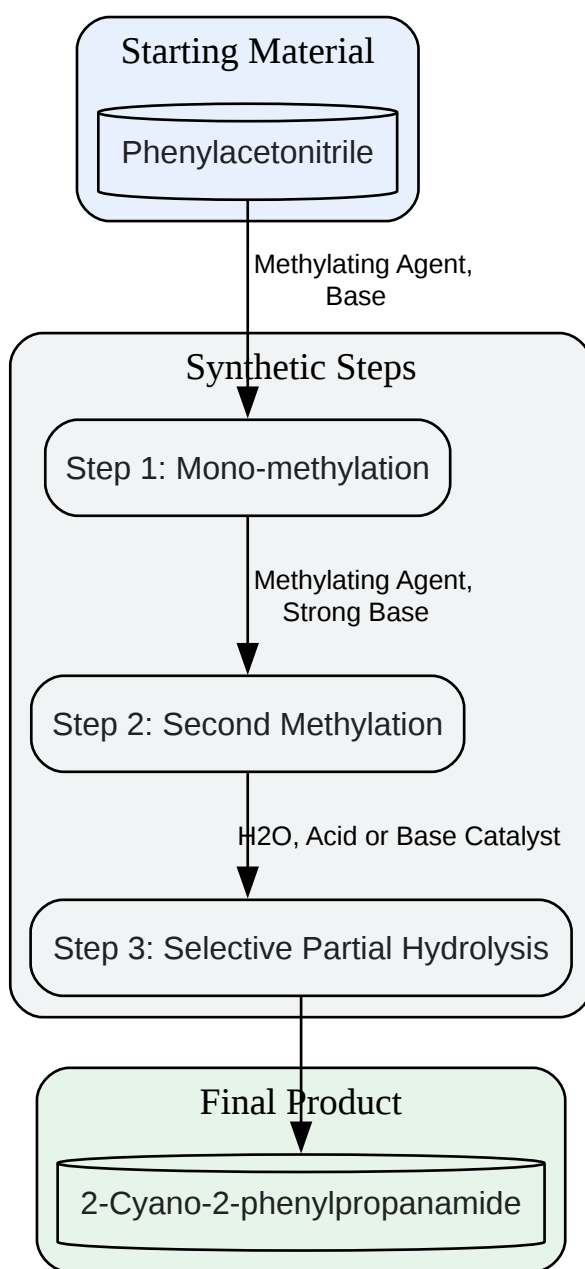 Starting Material
Phenylacetonitrile
Methylating Agent,
Base
Synthetic Steps
Step 1: Mono-methylation
Methylating Agent,
Strong Base
Step 2: Second Methylation
H2O, Acid or Base Catalyst
Step 3: Selective Partial Hydrolysis
Final Product
2-Cyano-2-phenylpropanamide